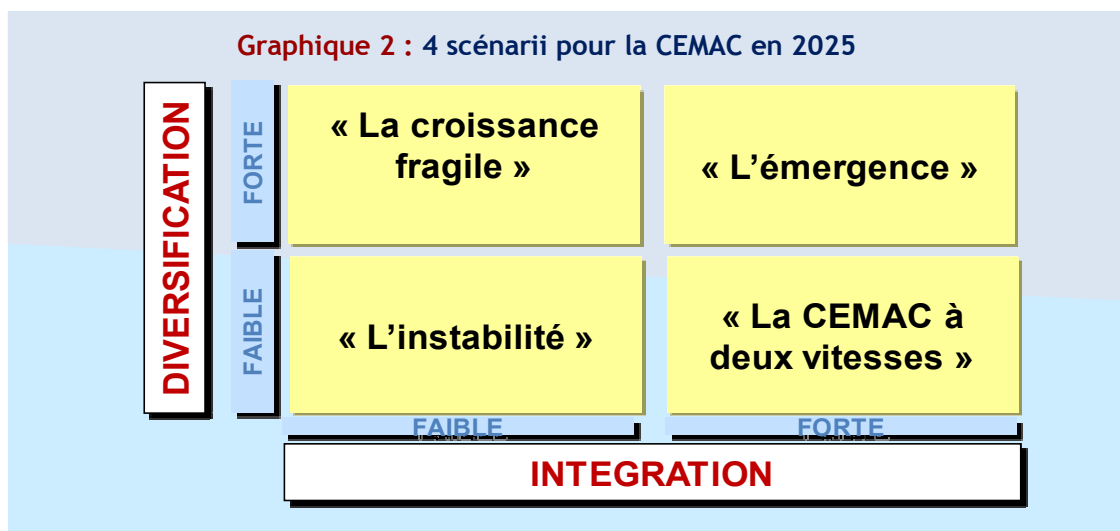 Graphique 2 : 4 scénarii pour la CEMAC en 2025
DIVERSIFICATION
FORTE
« La croissance
fragile »
« L’émergence »
FAIBLE
« L’instabilité »
« La CEMAC à
deux vitesses »
FAIBLE
FORTE
INTEGRATION